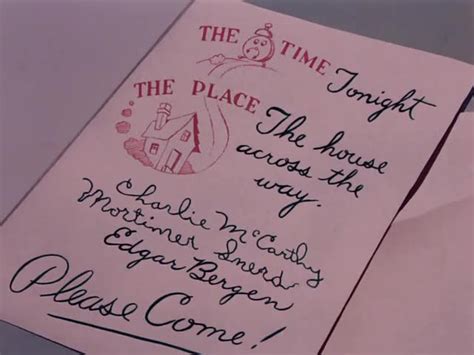 THE TIME Tonight
THE PLACE The house
across the
way.
Charlie McCarthy
Mortimer Snerd
Edgar Bergen
Please Come!